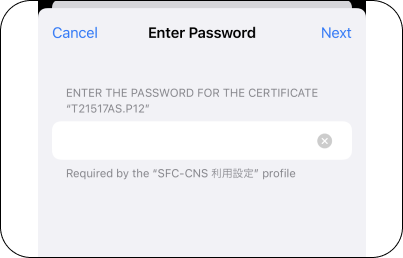 Cancel Enter Password Next
ENTER THE PASSWORD FOR THE CERTIFICATE
“T21517AS.P12”
Required by the “SFC-CNS 利用設定” profile